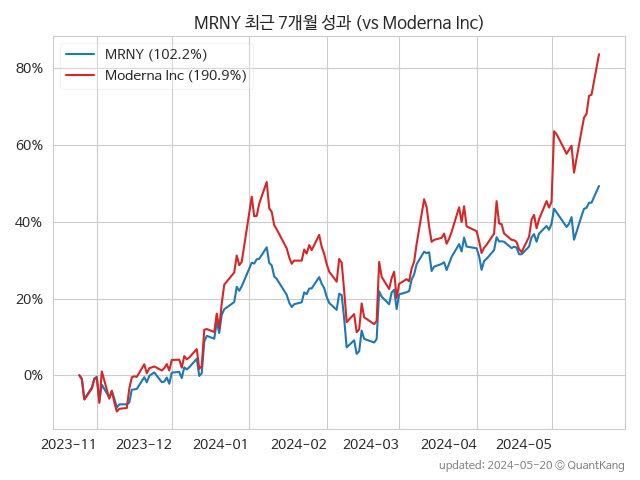 MRNY 최근 7개월 성과 (vs Moderna Inc)
MRNY (102.2%)
Moderna Inc (190.9%)
80%
60%
40%
20%
0%
2023-11 2023-12 2024-01 2024-02 2024-03 2024-04 2024-05
updated: 2024-05-20 © QuantKang